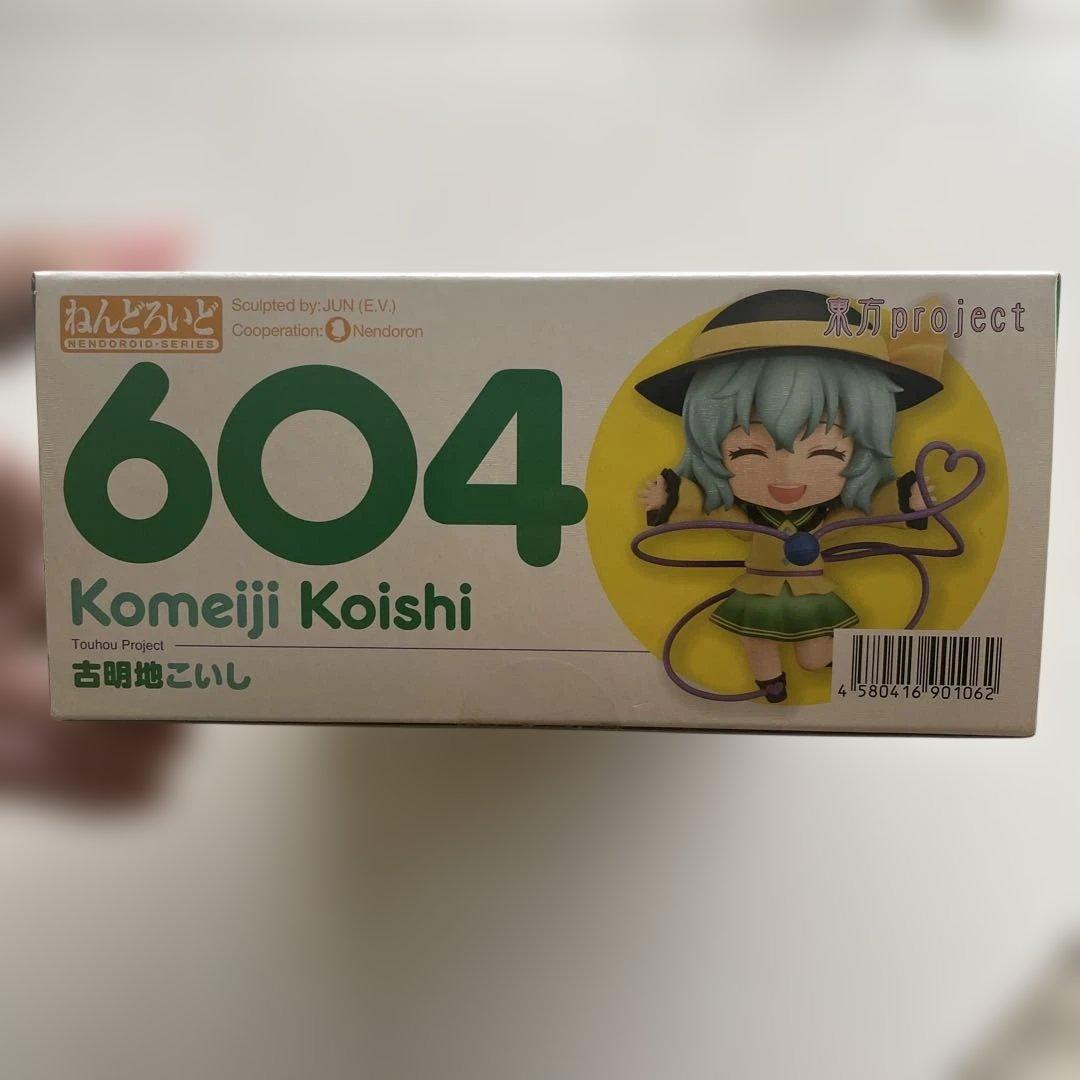 ねんどろいど
NENDOROID·SERIES
Sculpted by: JUN (E.V.)
Cooperation: Nendoron
東方project
604
Komeiji Koishi
Touhou Project
古明地こいし
4 580416 901062